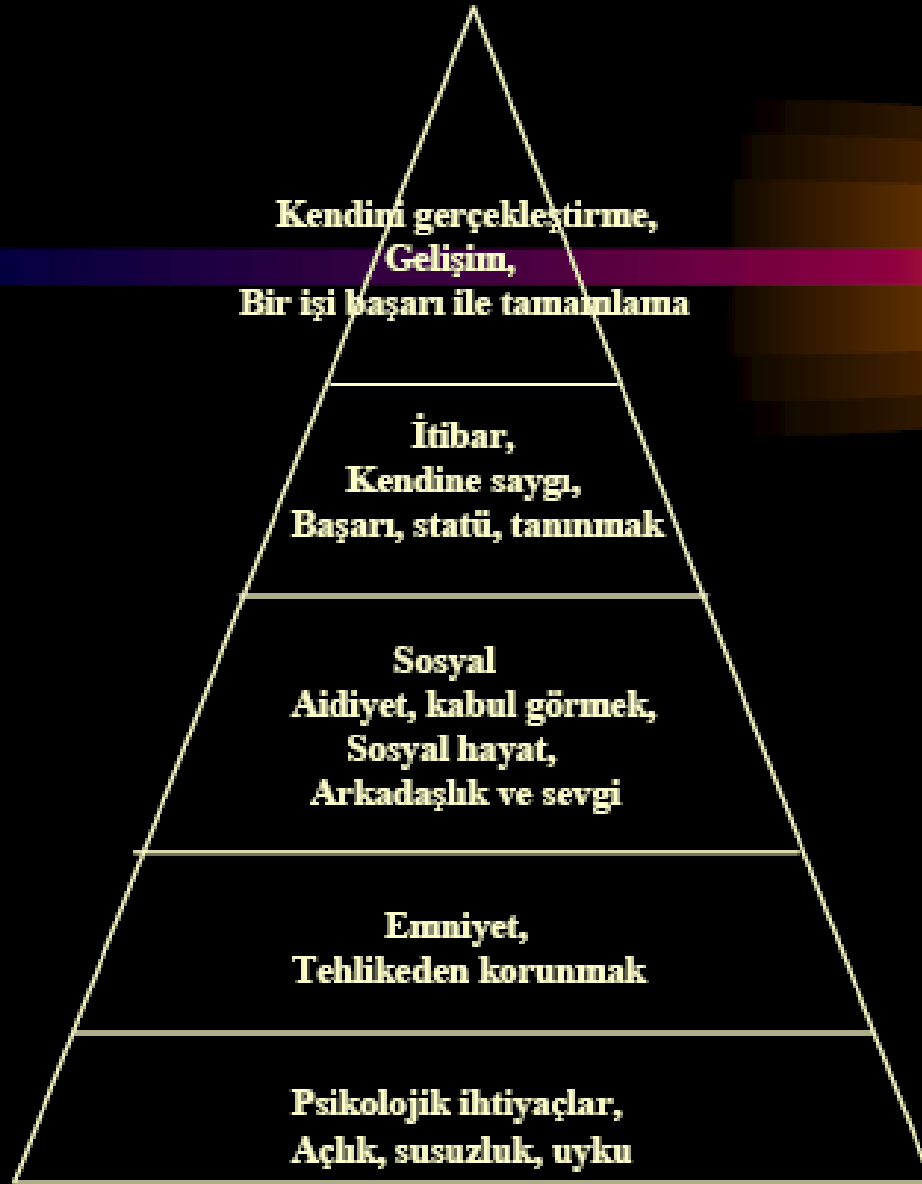 Kendini gerçekleştirme,
Gelişim,
Bir işi başarı ile tamamlama
İtibar,
Kendine saygı,
Başarı, statü, tanınmak
Sosyal
Aidiyet, kabul görmek,
Sosyal hayat,
Arkadaşlık ve sevgi
Emniyet,
Tehlikeden korunmak
Psikolojik ihtiyaçlar,
Açlık, susuzluk, uyku